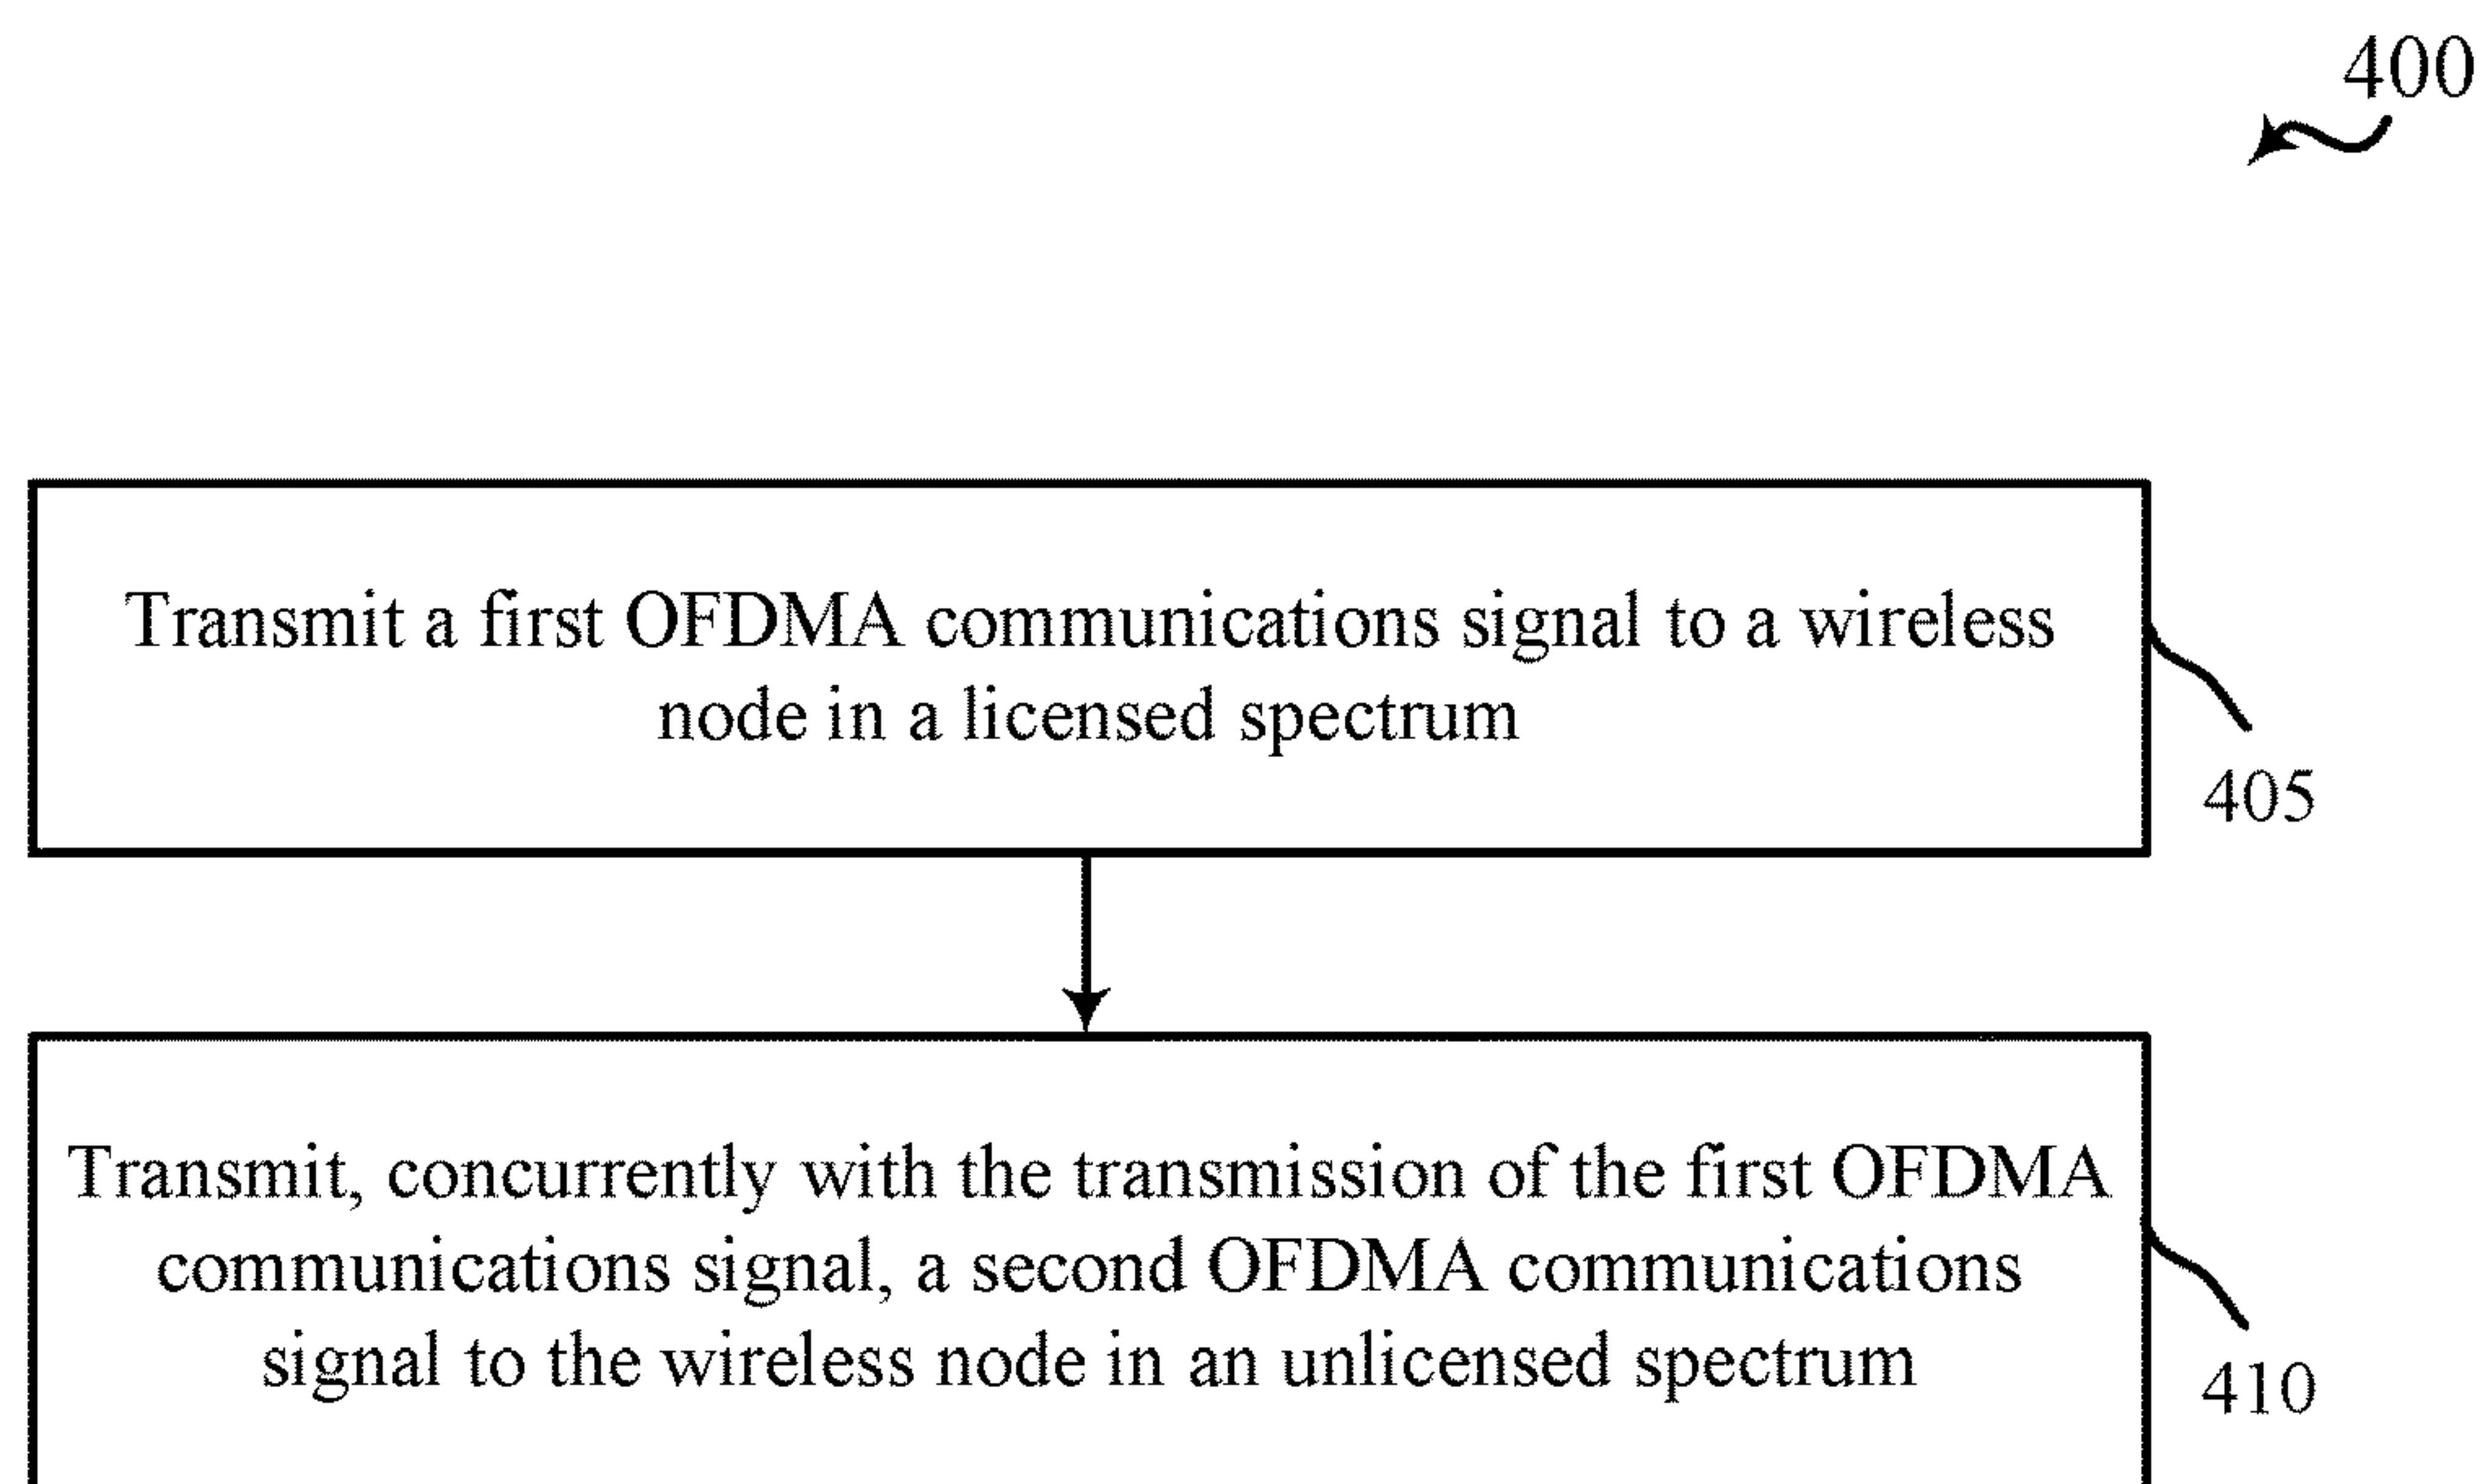 400
Transmit a first OFDMA communications signal to a wireless
node in a licensed spectrum
405
Transmit, concurrently with the transmission of the first OFDMA
communications signal, a second OFDMA communications
signal to the wireless node in an unlicensed spectrum
410